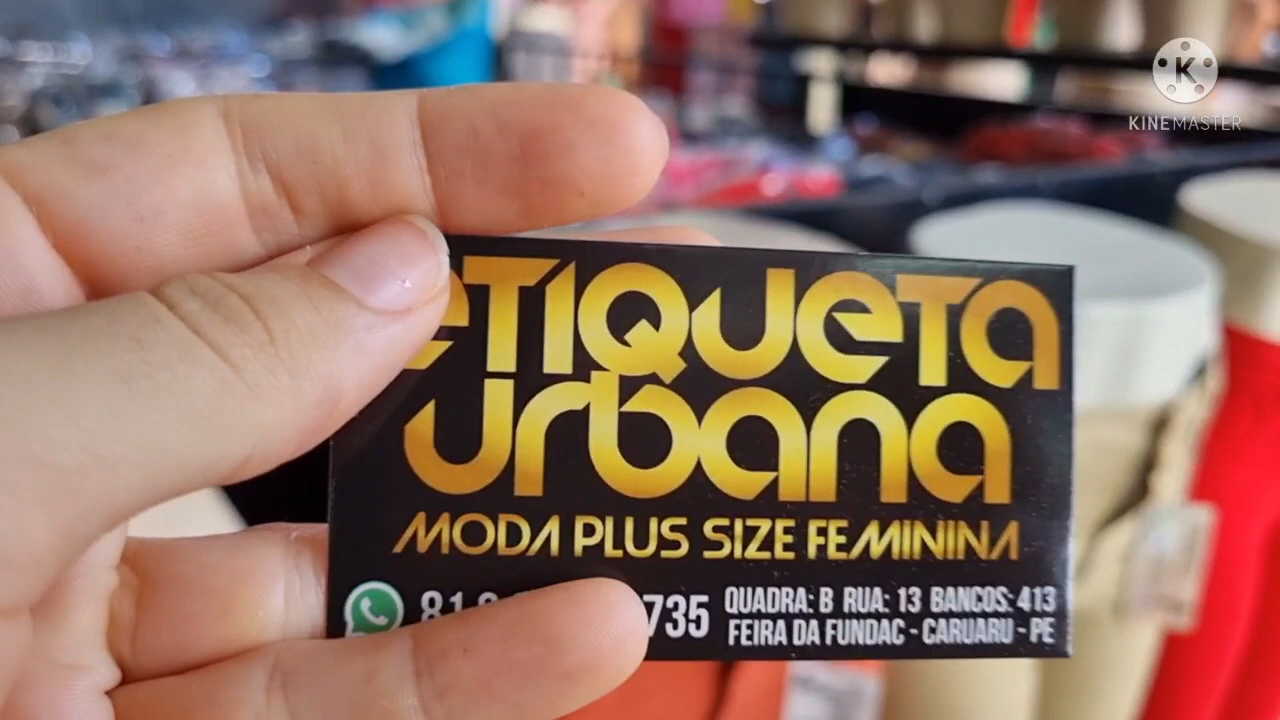 KINEMASTER
eTIQUeTa
urbana
MODA PLUS SIZE FEMININA
735
QUADRA: B RUA: 13 BANCOS: 413
FEIRA DA FUNDAC - CARUARU - PE